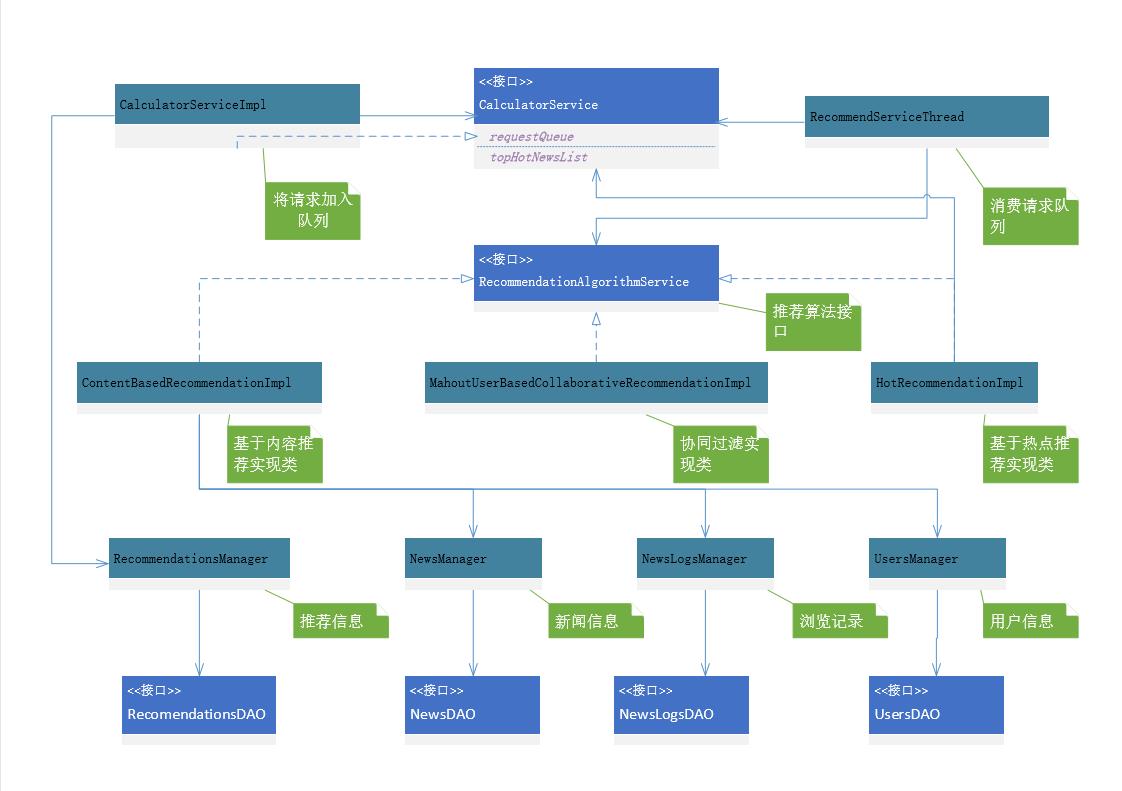 CalculatorServiceImpl
<<接口>>
CalculatorService
requestQueue
topHotNewsList
RecommendServiceThread
将请求加入
队列
消费请求队
列
<<接口>>
RecommendationAlgorithmService
推荐算法接
口
ContentBasedRecommendationImpl
MahoutUserBasedCollaborativeRecommendationImpl
HotRecommendationImpl
基于内容推
荐实现类
协同过滤实
现类
基于热点推
荐实现类
RecommendationsManager
NewsManager
NewsLogsManager
UsersManager
推荐信息
新闻信息
浏览记录
用户信息
<<接口>>
RecomendationsDAO
<<接口>>
NewsDAO
<<接口>>
NewsLogsDAO
<<接口>>
UsersDAO